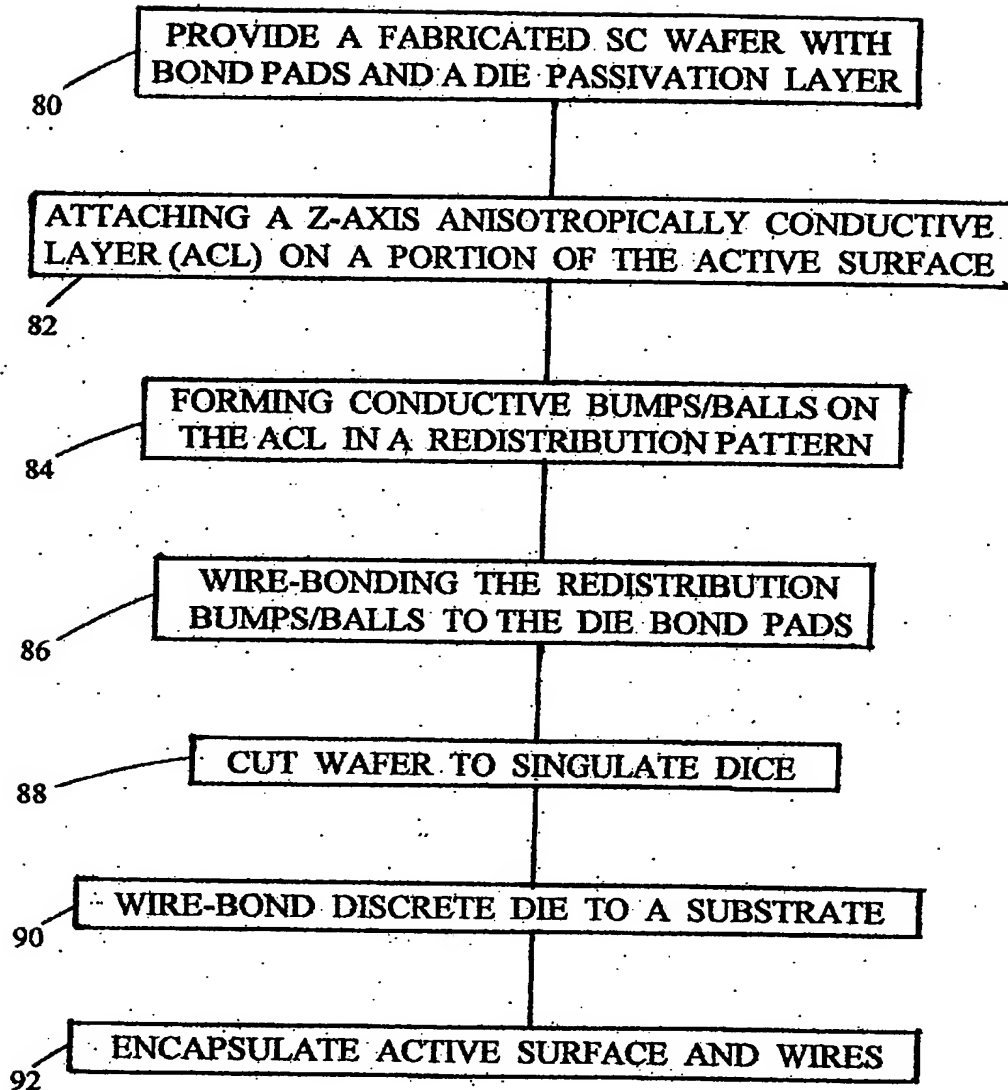 PROVIDE A FABRICATED SC WAFER WITH
BOND PADS AND A DIE PASSIVATION LAYER
80
ATTACHING A Z-AXIS ANISOTROPICALLY CONDUCTIVE
LAYER (ACL) ON A PORTION OF THE ACTIVE SURFACE
82
FORMING CONDUCTIVE BUMPS/BALLS ON
THE ACL IN A REDISTRIBUTION PATTERN
84
WIRE-BONDING THE REDISTRIBUTION
BUMPS/BALLS TO THE DIE BOND PADS
86
CUT WAFER TO SINGULATE DICE
88
WIRE-BOND DISCRETE DIE TO A SUBSTRATE
90
ENCAPSULATE ACTIVE SURFACE AND WIRES
92